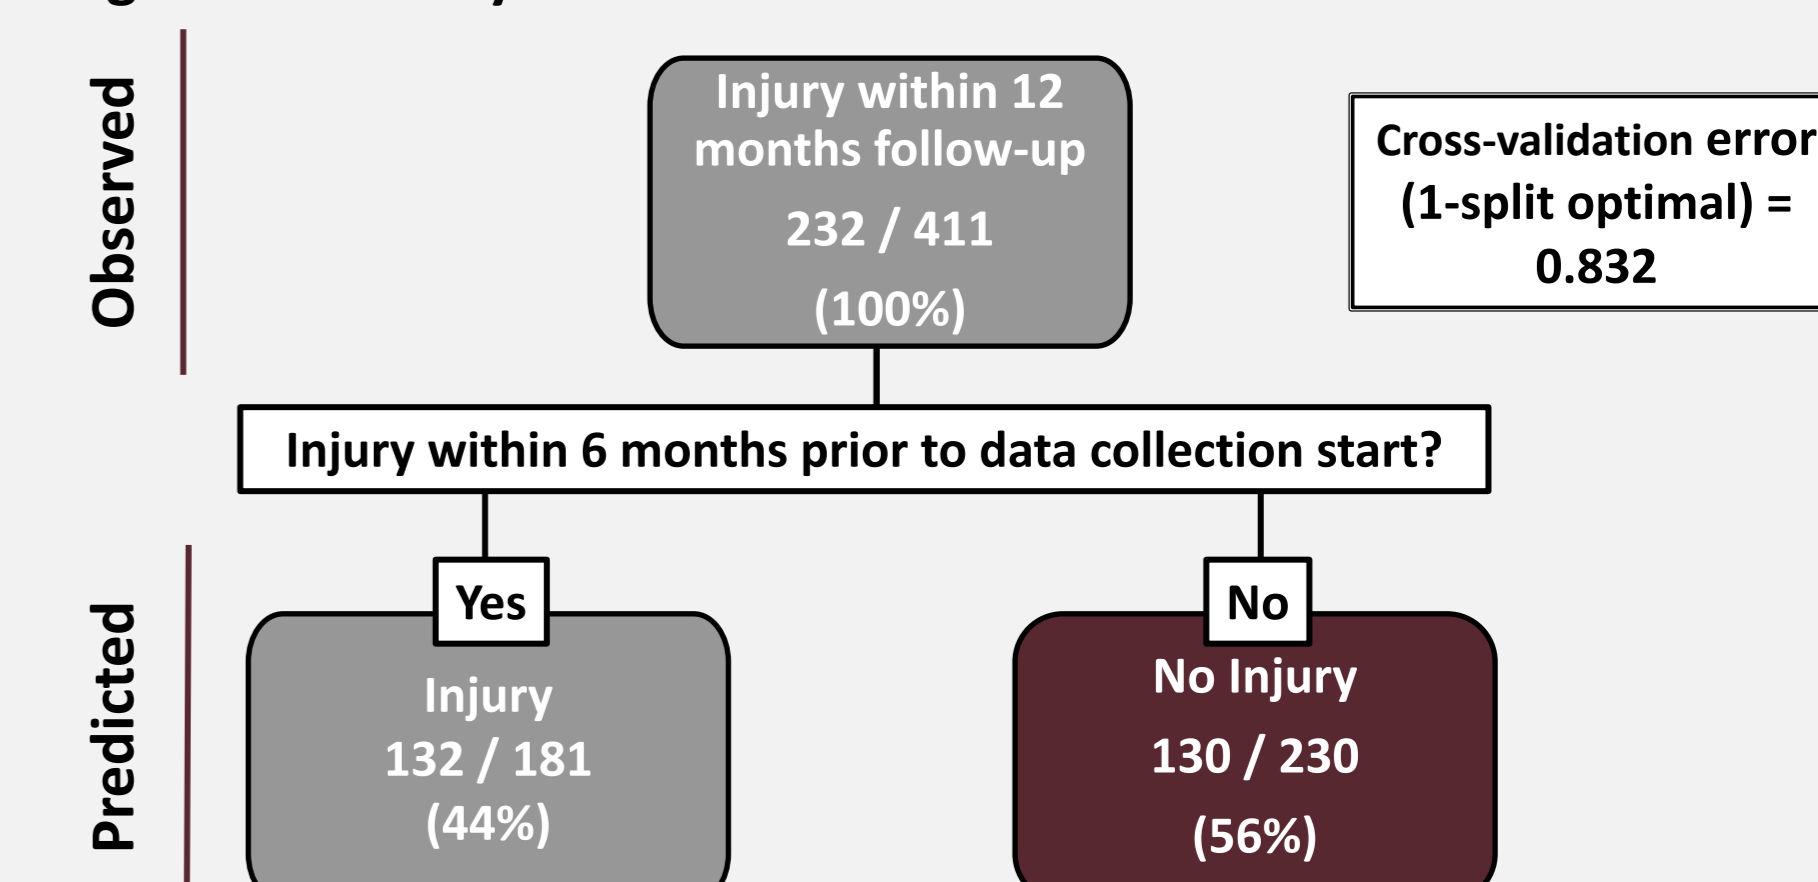 Observed
Injury within 12
months follow-up
232 / 411
(100%)
Cross-validation error
(1-split optimal) =
0.832
Injury within 6 months prior to data collection start?
Yes
No
Predicted
Injury
132 / 181
(44%)
No Injury
130 / 230
(56%)